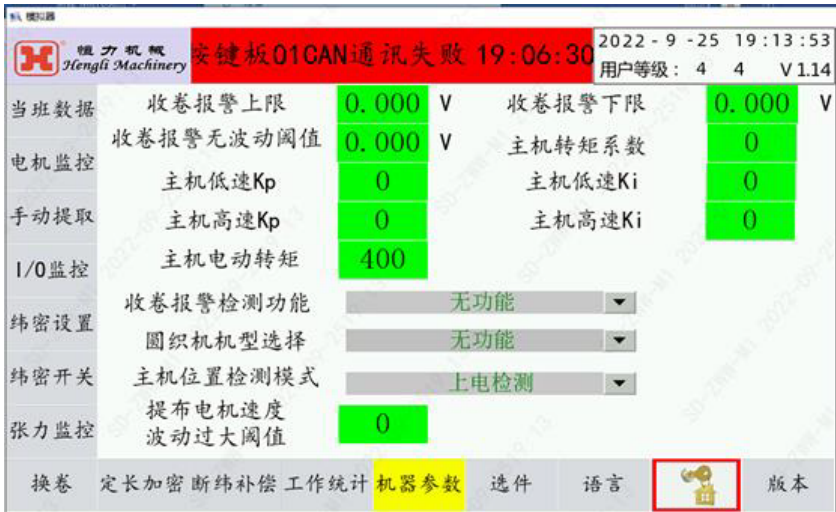 模拟器
恒力机械
Hengli Machinery
按键板01CAN通讯失败 19:06:30
2022 - 9 -25 19:13:53
用户等级: 4 4 V1.14
当班数据
电机监控
手动提取
I/O监控
纬密设置
纬密开关
张力监控
收卷报警上限 0.000 V 收卷报警下限 0.000 V
收卷报警无波动阈值 0.000 V 主机转矩系数 0
主机低速Kp 0 主机低速Ki 0
主机高速Kp 0 主机高速Ki 0
主机电动转矩 400
收卷报警检测功能 无功能
圆织机机型选择 无功能
主机位置检测模式 上电检测
提布电机速度
波动过大阈值 0
换卷 定长加密 断纬补偿 工作统计 机器参数 选件 语言 版本